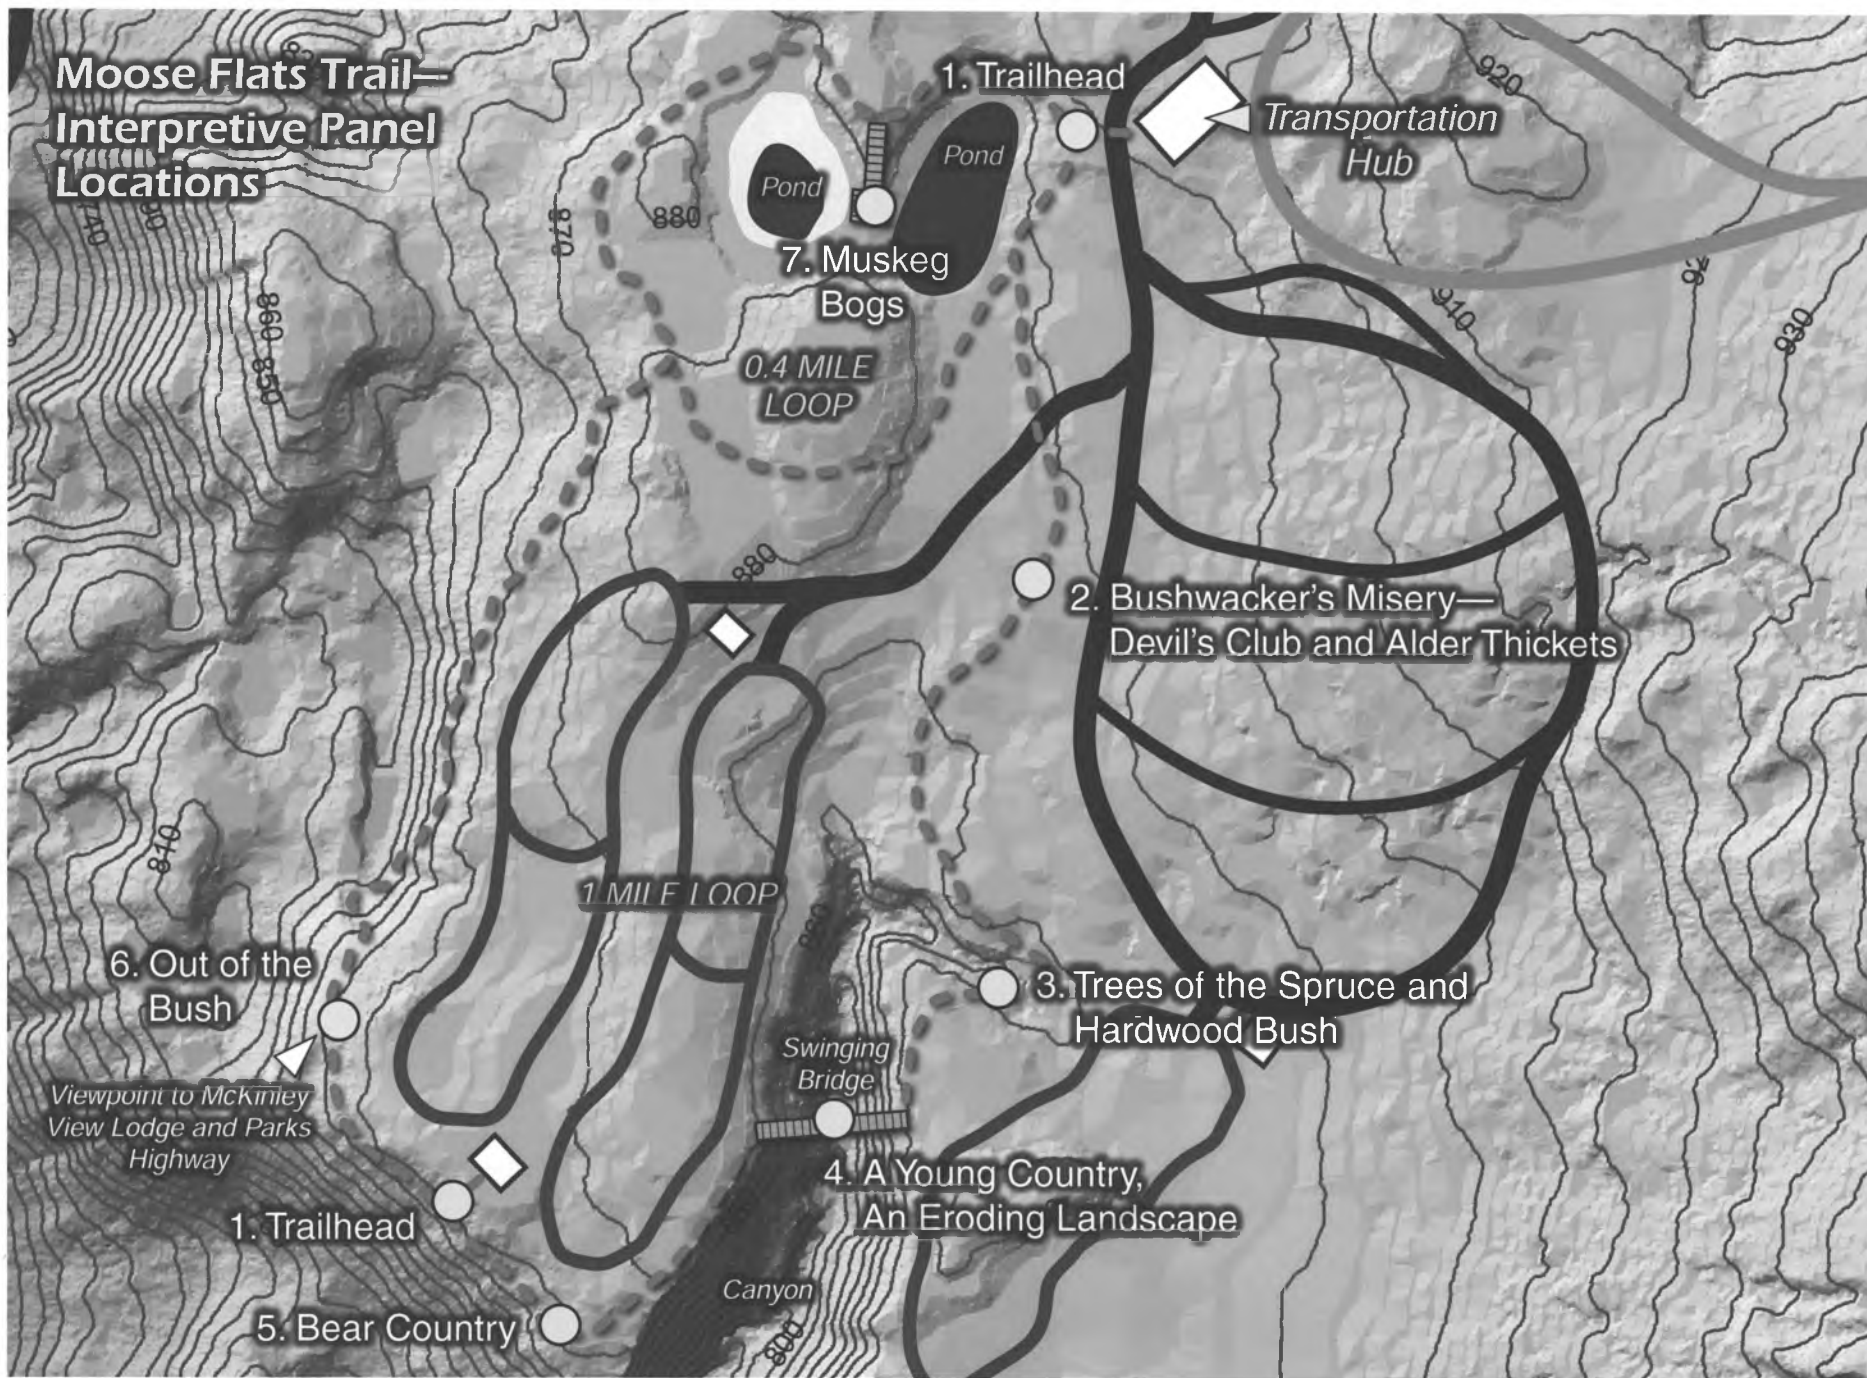 Moose Flats Trail—
Interpretive Panel
Locations
1. Trailhead
Transportation
Hub
Pond
Pond
7. Muskeg
Bogs
0.4 MILE
LOOP
2. Bushwacker's Misery—
Devil's Club and Alder Thickets
1 MILE LOOP
6. Out of the
Bush
3. Trees of the Spruce and
Hardwood Bush
Swinging
Bridge
Viewpoint to McKinley
View Lodge and Parks
Highway
4. A Young Country,
An Eroding Landscape
1. Trailhead
Canyon
5. Bear Country
920
910
930
870
880
860
850
880
810
800